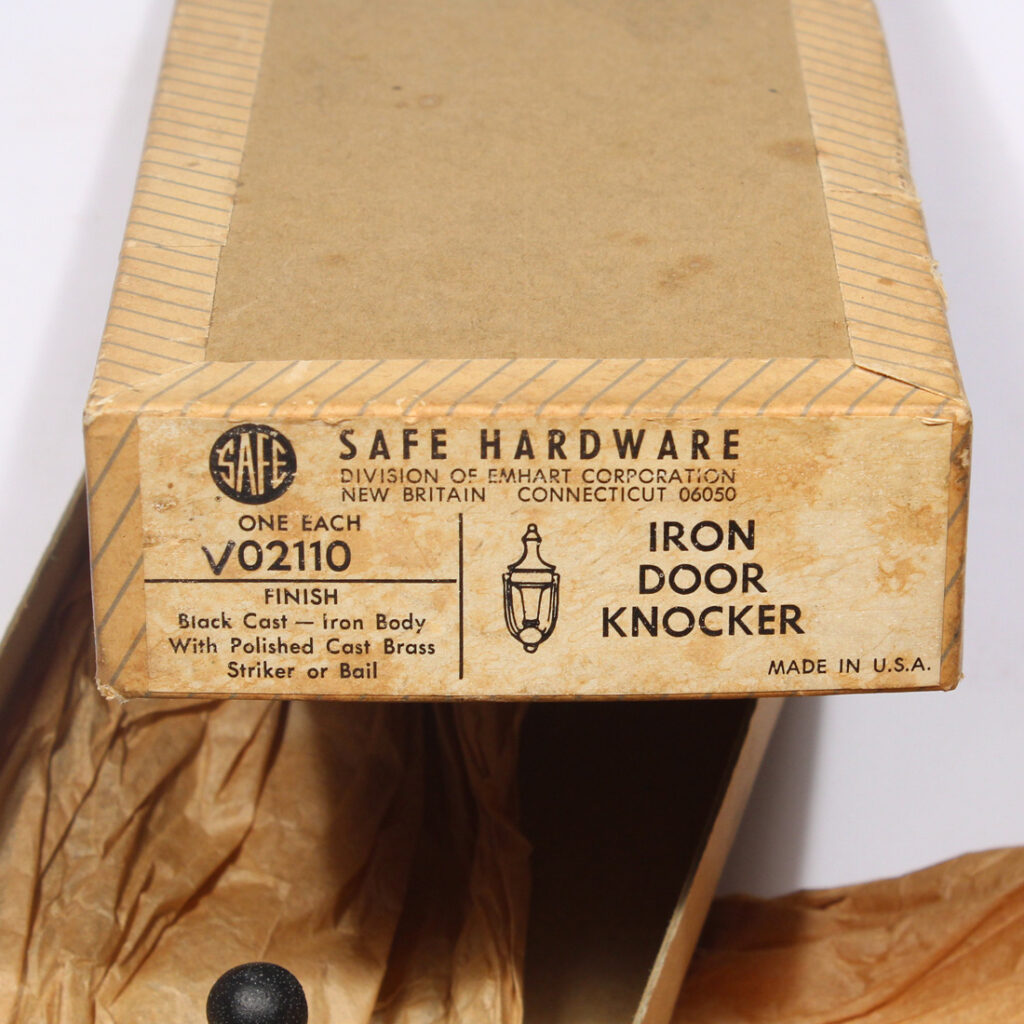 SAFE
SAFE HARDWARE
DIVISION OF EMHART CORPORATION
NEW BRITAIN CONNECTICUT 06050
ONE EACH
V02110
FINISH
Black Cast — Iron Body
With Polished Cast Brass
Striker or Bail
IRON
DOOR
KNOCKER
MADE IN U.S.A.